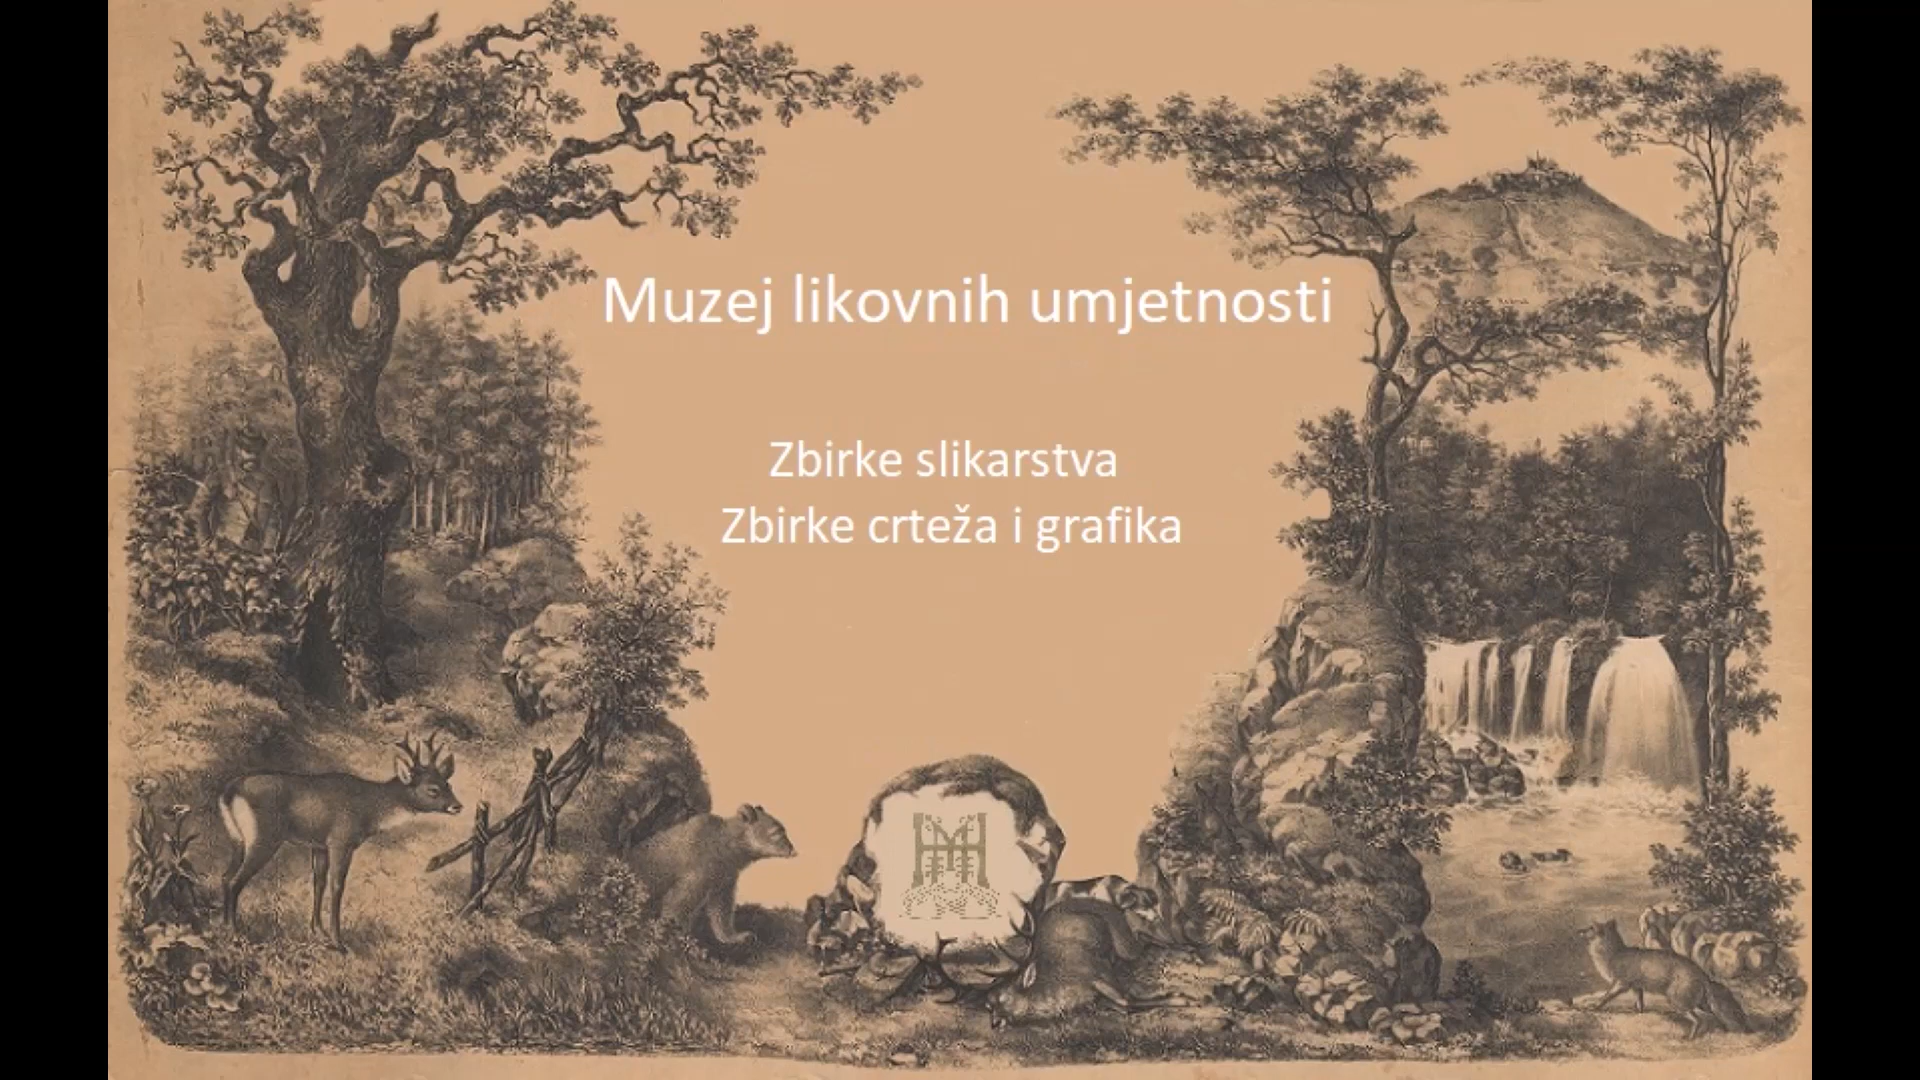 Muzej likovnih umjetnosti
Zbirke slikarstva
Zbirke crteža i grafika